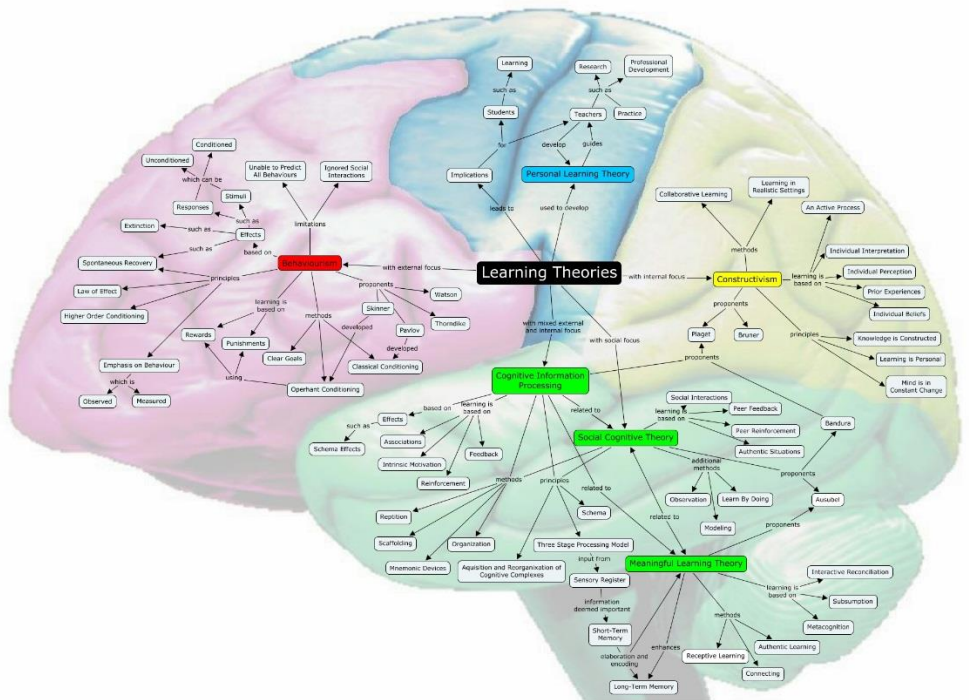 Learning
such as
Students
for
Implications
leads to
Research
Professional
Development
such as
Teachers
Practice
develop
guides
Personal Learning Theory
used to develop
Learning Theories
with external focus
Behaviourism
limitations
Unable to Predict
All Behaviours
Ignored Social
Interactions
Conditioned
Unconditioned
which can be
Stimuli
Responses
such as
Extinction
such as
Effects
such as
based on
Spontaneous Recovery
principles
Law of Effect
Higher Order Conditioning
Emphasis on Behaviour
which is
Observed
Measured
learning is
based on
Rewards
Punishments
using
methods
Clear Goals
Operhant Conditioning
proponents
Watson
Skinner
Thorndike
developed
Pavlov
developed
Classical Conditioning
with internal focus
Constructivism
methods
Collaborative Learning
Learning in
Realistic Settings
An Active Process
learning is
based on
Individual Interpretation
Individual Perception
Prior Experiences
Individual Beliefs
principles
Knowledge is Constructed
Learning is Personal
Mind is in
Constant Change
proponents
Piaget
Bruner
with mixed external
and internal focus
with social focus
Cognitive Information
Processing
proponents
based on
Effects
such as
Schema Effects
learning is
based on
Associations
Intrinsic Motivation
Reinforcement
Feedback
methods
Reptition
Scaffolding
Mnemonic Devices
Organization
Aquisition and Reorganixation of
Cognitive Complexes
principles
Schema
Three Stage Processing Model
input from
Sensory Register
information
deemed important
Short-Term
Memory
elaboration and
encoding
Long-Term Memory
related to
related to
Social Cognitive Theory
learning is
based on
Social Interactions
Peer Feedback
Peer Reinforcement
Authentic Situations
additional
methods
Observation
Learn By Doing
Modeling
proponents
Bandura
Ausubel
related to
proponents
Meaningful Learning Theory
learning is
based on
Interactive Reconciliation
Subsumption
Metacognition
methods
Receptive Learning
Authentic Learning
Connecting
enhances